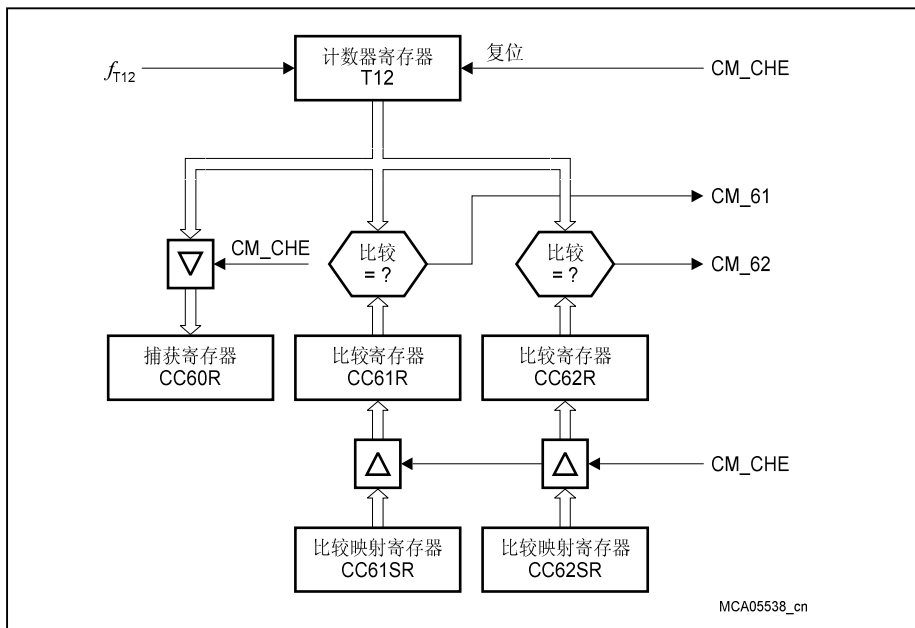 计数器寄存器
T12
fT12
复位
CM_CHE
CM_61
CM_CHE
比较
= ?
比较
= ?
CM_62
捕获寄存器
CC60R
比较寄存器
CC61R
比较寄存器
CC62R
CM_CHE
比较映射寄存器
CC61SR
比较映射寄存器
CC62SR
MCA05538_cn